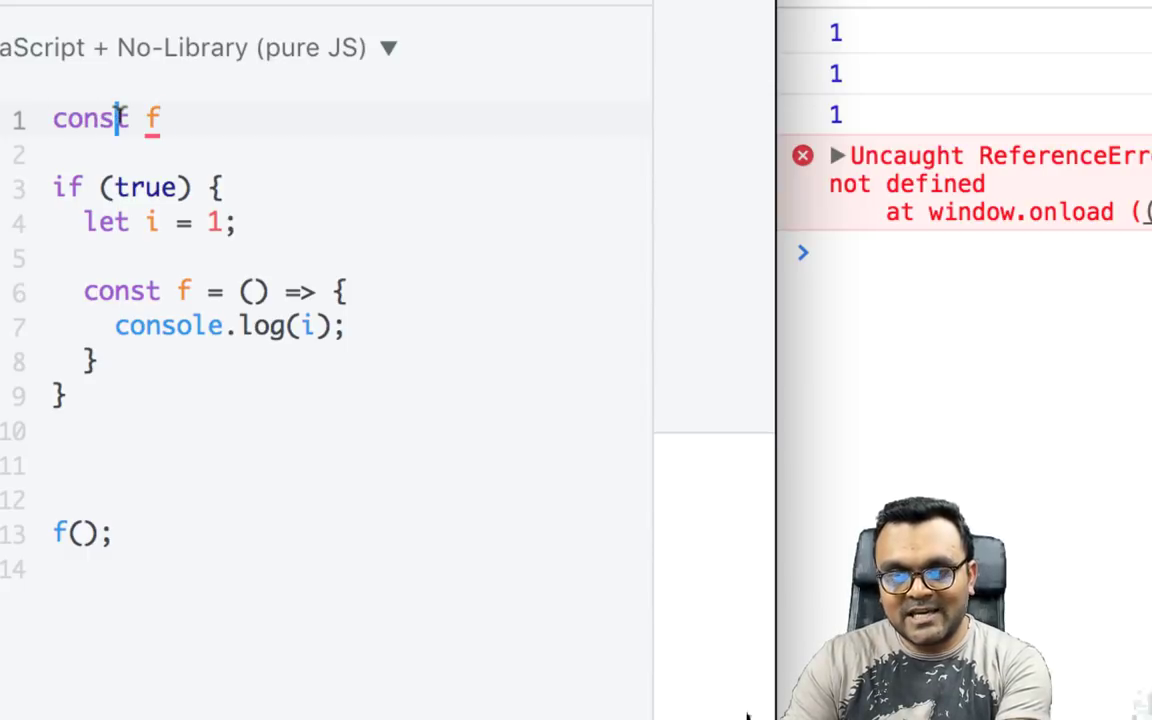 aScript + No-Library (pure JS) ▼
1 const f
2
3 if (true) {
4 let i = 1;
5
6 const f = () => {
7 console.log(i);
8 }
9 }
10
11
12
13 f();
14
1
1
1
▶Uncaught ReferenceErr
not defined
at window.onload ((
>